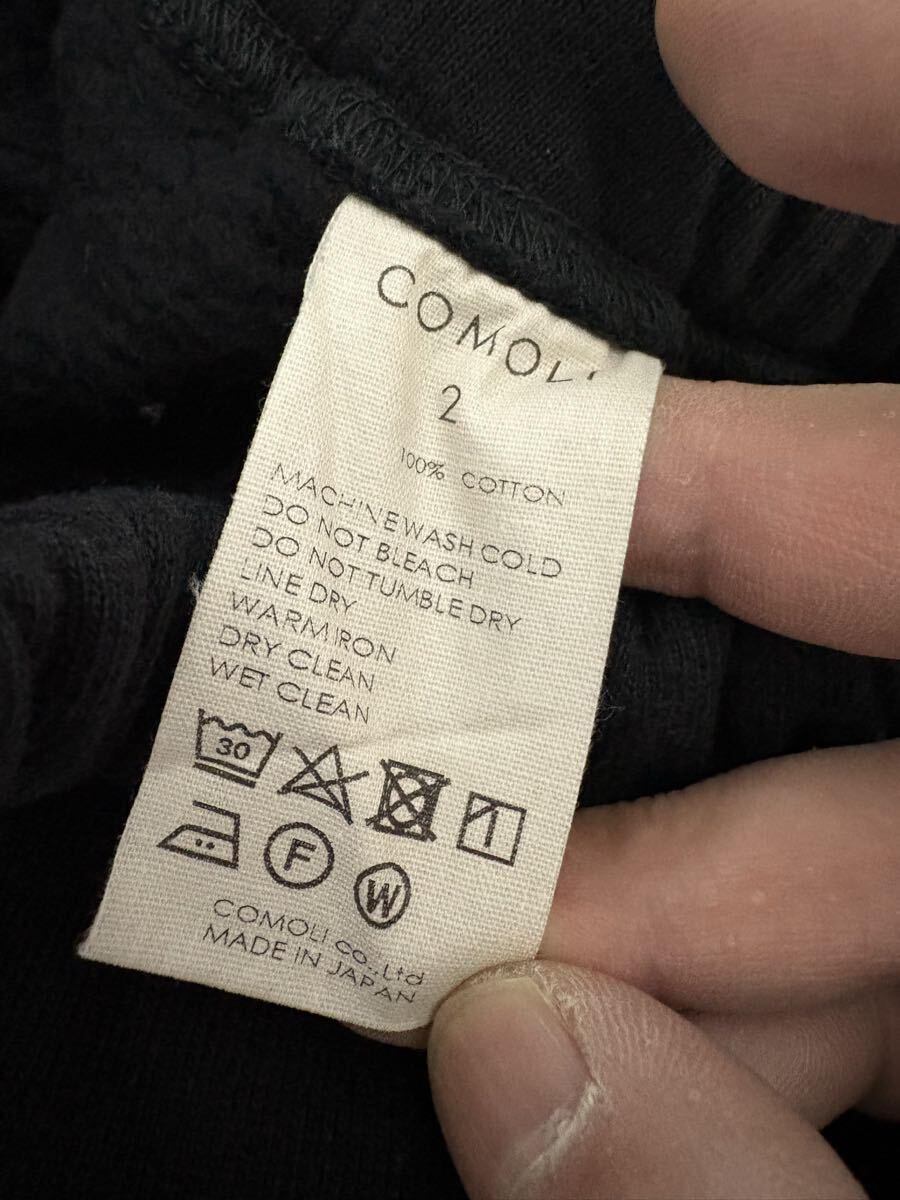 COMOLI
2
100% COTTON
MACHINE WASH COLD
DO NOT BLEACH
DO NOT TUMBLE DRY
LINE DRY
WARM IRON
DRY CLEAN
WET CLEAN
30
F
W
COMOLI co.,Ltd
MADE IN JAPAN